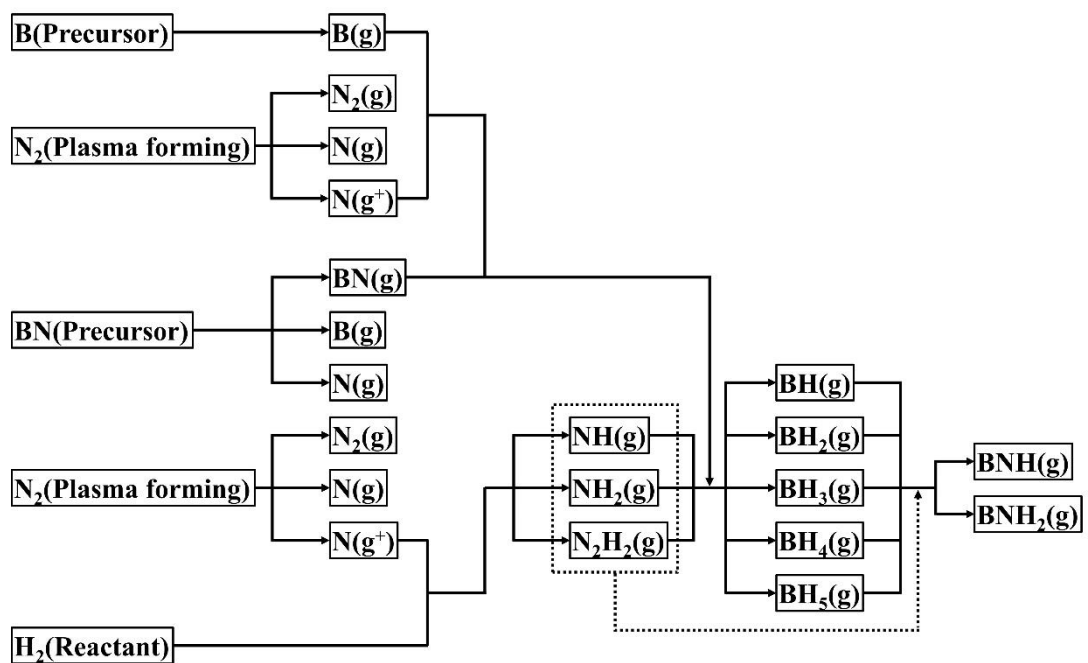 B(Precursor)
B(g)
N₂(g)
N₂(Plasma forming)
N(g)
N(g⁺)
BN(g)
BN(Precursor)
B(g)
N(g)
BH(g)
N₂(g)
NH(g)
BH₂(g)
BNH(g)
N₂(Plasma forming)
N(g)
NH₂(g)
BH₃(g)
BNH₂(g)
N(g⁺)
N₂H₂(g)
BH₄(g)
BH₅(g)
H₂(Reactant)